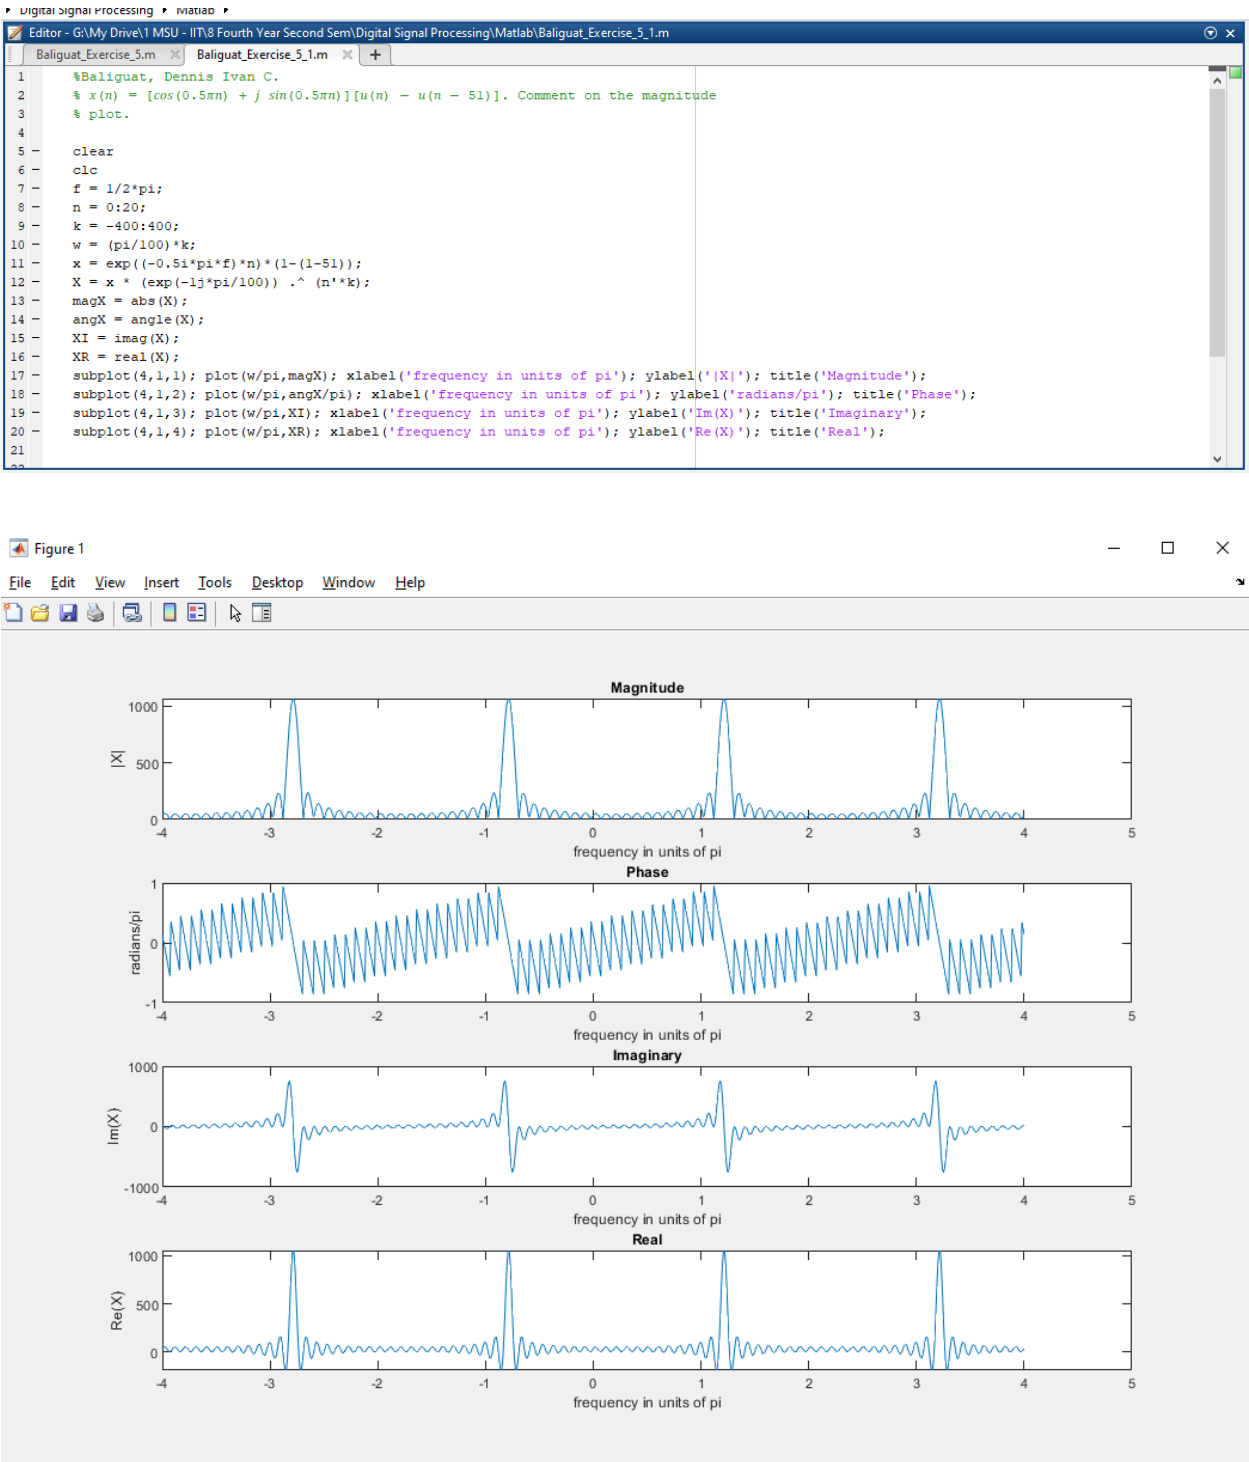 Digital Signal Processing ▸ Matlab ▸
Editor - G:\My Drive\1 MSU - IIT\8 Fourth Year Second Sem\Digital Signal Processing\Matlab\Baliguat_Exercise_5_1.m
Baliguat_Exercise_5.m Baliguat_Exercise_5_1.m +
1 %Baliguat, Dennis Ivan C.
2 % x(n) = [cos(0.5πn) + j sin(0.5πn)][u(n) − u(n − 51)]. Comment on the magnitude
3 % plot.
4
5 clear
6 clc
7 f = 1/2*pi;
8 n = 0:20;
9 k = -400:400;
10 w = (pi/100)*k;
11 x = exp((-0.5i*pi*f)*n)*(1-(1-51));
12 X = x * (exp(-1j*pi/100)) .^ (n'*k);
13 magX = abs(X);
14 angX = angle(X);
15 XI = imag(X);
16 XR = real(X);
17 subplot(4,1,1); plot(w/pi,magX); xlabel('frequency in units of pi'); ylabel('|X|'); title('Magnitude');
18 subplot(4,1,2); plot(w/pi,angX/pi); xlabel('frequency in units of pi'); ylabel('radians/pi'); title('Phase');
19 subplot(4,1,3); plot(w/pi,XI); xlabel('frequency in units of pi'); ylabel('Im(X)'); title('Imaginary');
20 subplot(4,1,4); plot(w/pi,XR); xlabel('frequency in units of pi'); ylabel('Re(X)'); title('Real');
21
Figure 1
File Edit View Insert Tools Desktop Window Help
Magnitude
|X|
1000
500
0
-4 -3 -2 -1 0 1 2 3 4 5
frequency in units of pi
Phase
radians/pi
1
0
-1
-4 -3 -2 -1 0 1 2 3 4 5
frequency in units of pi
Imaginary
Im(X)
1000
0
-1000
-4 -3 -2 -1 0 1 2 3 4 5
frequency in units of pi
Real
Re(X)
1000
500
0
-4 -3 -2 -1 0 1 2 3 4 5
frequency in units of pi